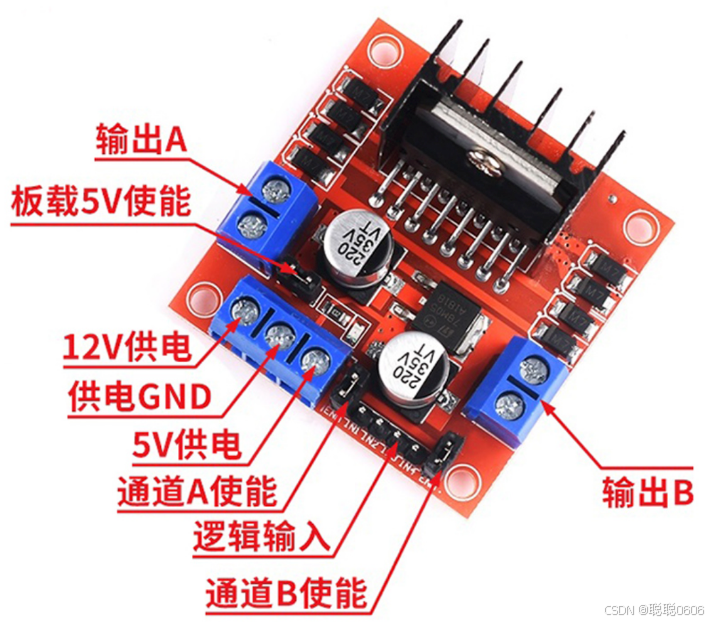 输出A
板载5V使能
220
35V
VT
220
35V
VT
12V供电
供电GND
5V供电
通道A使能
输出B
逻辑输入
通道B使能
CSDN @聪聪0606